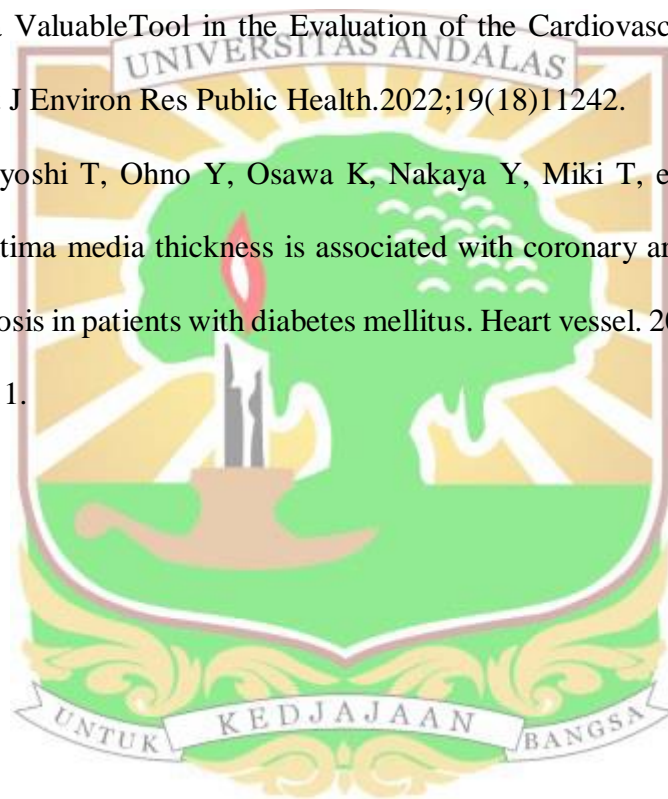 ValuableTool in the Evaluation of the Cardiovasc
UNIVERSITAS ANDALAS
J Environ Res Public Health.2022;19(18)11242.
yoshi T, Ohno Y, Osawa K, Nakaya Y, Miki T, e
tima media thickness is associated with coronary ar
osis in patients with diabetes mellitus. Heart vessel. 20
1.
UNTUK KEDJAJAAN BANGSA